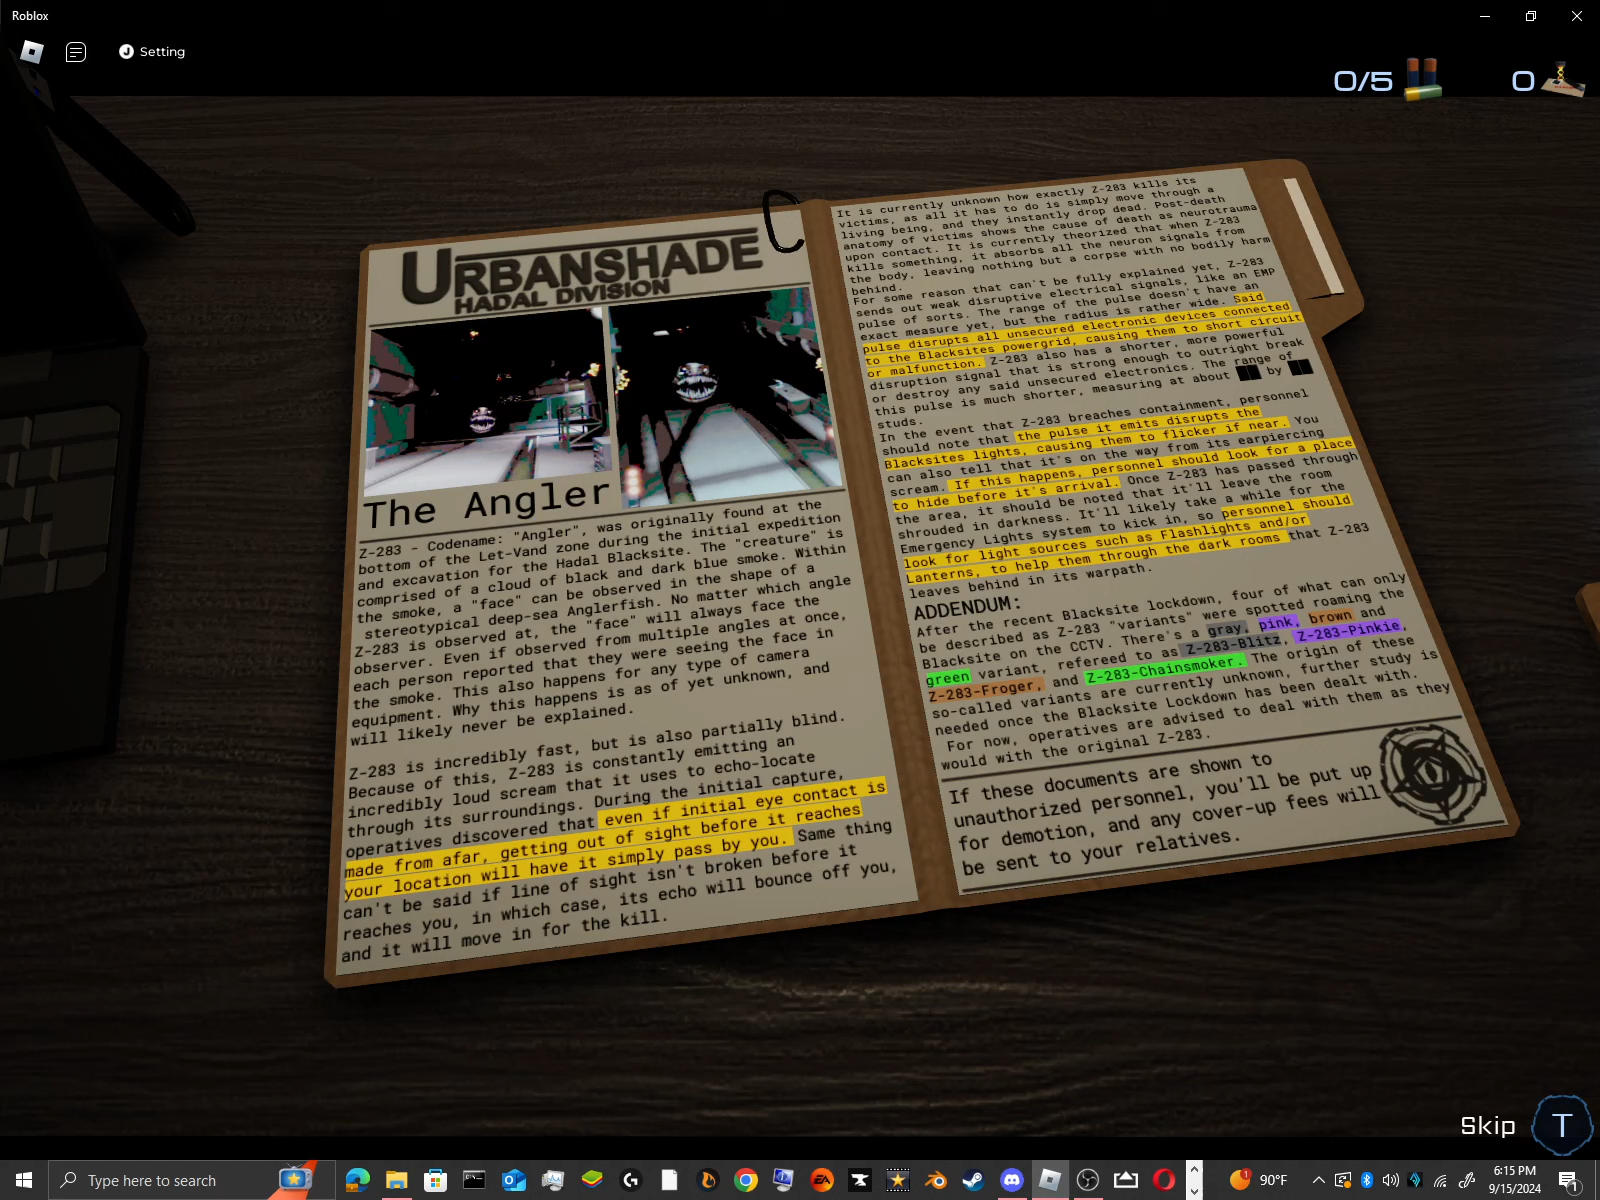 Roblox
Setting
0/5
0
URBANSHADE
HADAL DIVISION
The Angler
Z-283 - Codename: "Angler", was originally found at the
bottom of the Let-Vand zone during the initial expedition
and excavation for the Hadal Blacksite. The "creature" is
comprised of a cloud of black and dark blue smoke. Within
the smoke, a "face" can be observed in the shape of a
stereotypical deep-sea Anglerfish. No matter which angle
Z-283 is observed at, the "face" will always face the
observer. Even if observed from multiple angles at once,
each person reported that they were seeing the face in
the smoke. This also happens for any type of camera
equipment. Why this happens is as of yet unknown, and
will likely never be explained.
Z-283 is incredibly fast, but is also partially blind.
Because of this, Z-283 is constantly emitting an
incredibly loud scream that it uses to echo-locate
through its surroundings. During the initial capture,
operatives discovered that even if initial eye contact is
made from afar, getting out of sight before it reaches
your location will have it simply pass by you. Same thing
can't be said if line of sight isn't broken before it
reaches you, in which case, its echo will bounce off you,
and it will move in for the kill.
It is currently unknown how exactly Z-283 kills its
victims, as all it has to do is simply move through a
living being, and they instantly drop dead. Post-death
anatomy of victims shows the cause of death as neurotrauma
upon contact. It is currently theorized that when Z-283
kills something, it absorbs all the neuron signals from
the body, leaving nothing but a corpse with no bodily harm
behind.
For some reason that can't be fully explained yet, Z-283
sends out weak disruptive electrical signals, like an EMP
pulse of sorts. The range of the pulse doesn't have an
exact measure yet, but the radius is rather wide. Said
pulse disrupts all unsecured electronic devices connected
to the Blacksites powergrid, causing them to short circuit
or malfunction. Z-283 also has a shorter, more powerful
disruption signal that is strong enough to outright break
or destroy any said unsecured electronics. The range of
this pulse is much shorter, measuring at about ██ by ██
studs.
In the event that Z-283 breaches containment, personnel
should note that the pulse it emits disrupts the
Blacksites lights, causing them to flicker if near. You
can also tell that it's on the way from its earpiercing
scream. If this happens, personnel should look for a place
to hide before it's arrival. Once Z-283 has passed through
the area, it should be noted that it'll leave the room
shrouded in darkness. It'll likely take a while for the
Emergency Lights system to kick in, so personnel should
look for light sources such as Flashlights and/or
Lanterns, to help them through the dark rooms that Z-283
leaves behind in its warpath.
ADDENDUM:
After the recent Blacksite lockdown, four of what can only
be described as Z-283 "variants" were spotted roaming the
Blacksite on the CCTV. There's a gray, pink, brown and
green variant, refereed to as Z-283-Blitz, Z-283-Pinkie,
Z-283-Froger, and Z-283-Chainsmoker. The origin of these
so-called variants are currently unknown, further study is
needed once the Blacksite Lockdown has been dealt with.
For now, operatives are advised to deal with them as they
would with the original Z-283.
If these documents are shown to
unauthorized personnel, you'll be put up
for demotion, and any cover-up fees will
be sent to your relatives.
Skip T
Type here to search
90°F
6:15 PM
9/15/2024